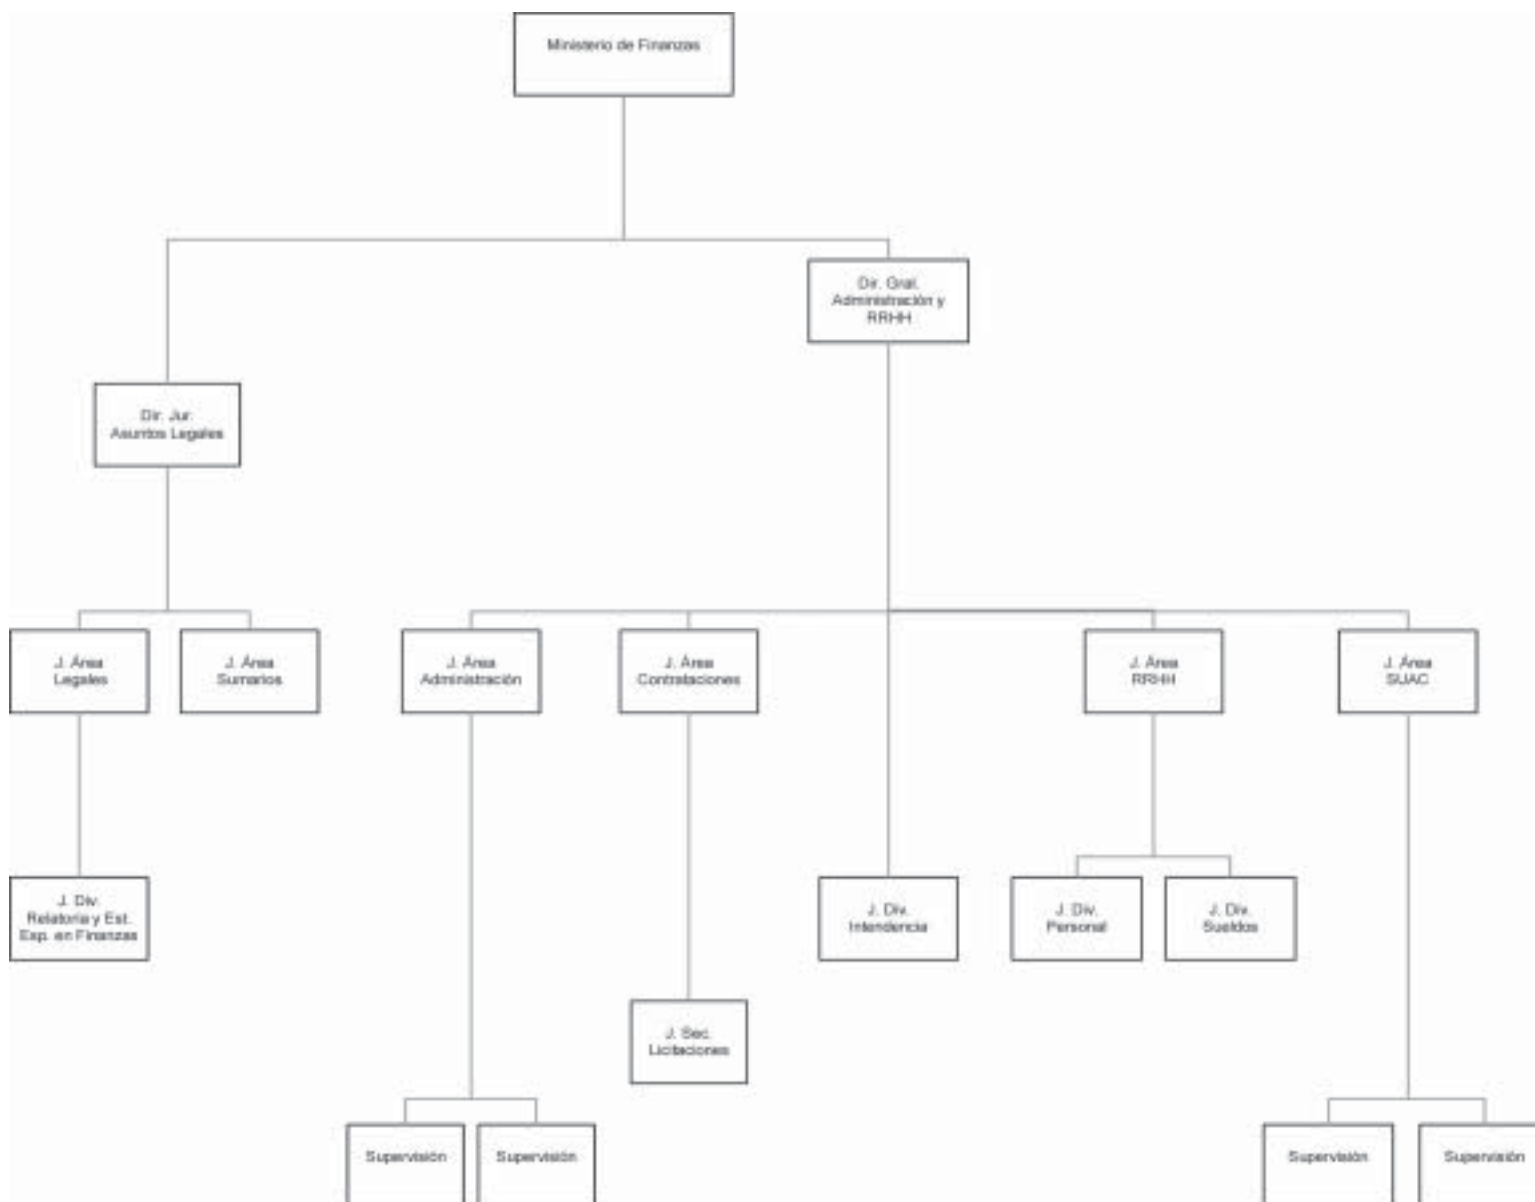 Ministerio de Finanzas
Dir. Gral.
Administración y
RRHH
Dir. Jur.
Asuntos Legales
J. Área
Legales
J. Área
Sumarios
J. Área
Administración
J. Área
Contrataciones
J. Área
RRHH
J. Área
SUAC
J. Div.
Relatoria y Est.
Esp. en Finanzas
J. Div.
Intendencia
J. Div.
Personal
J. Div.
Sueldos
J. Sec.
Licitaciones
Supervisión
Supervisión
Supervisión
Supervisión